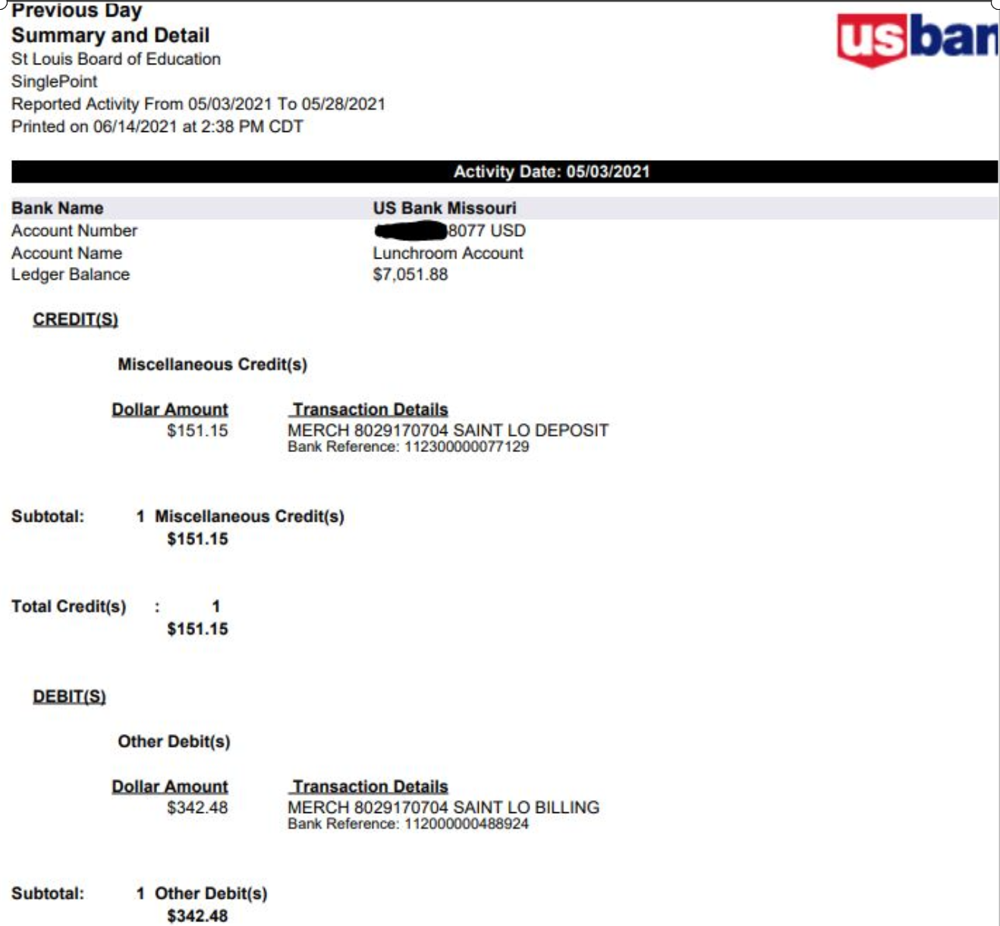 Previous Day
Summary and Detail
St Louis Board of Education
SinglePoint
Reported Activity From 05/03/2021 To 05/28/2021
Printed on 06/14/2021 at 2:38 PM CDT
usban
Activity Date: 05/03/2021
Bank Name US Bank Missouri
Account Number 8077 USD
Account Name Lunchroom Account
Ledger Balance $7,051.88
CREDIT(S)
Miscellaneous Credit(s)
Dollar Amount Transaction Details
$151.15 MERCH 8029170704 SAINT LO DEPOSIT
Bank Reference: 112300000077129
Subtotal: 1 Miscellaneous Credit(s)
$151.15
Total Credit(s) : 1
$151.15
DEBIT(S)
Other Debit(s)
Dollar Amount Transaction Details
$342.48 MERCH 8029170704 SAINT LO BILLING
Bank Reference: 112000000488924
Subtotal: 1 Other Debit(s)
$342.48